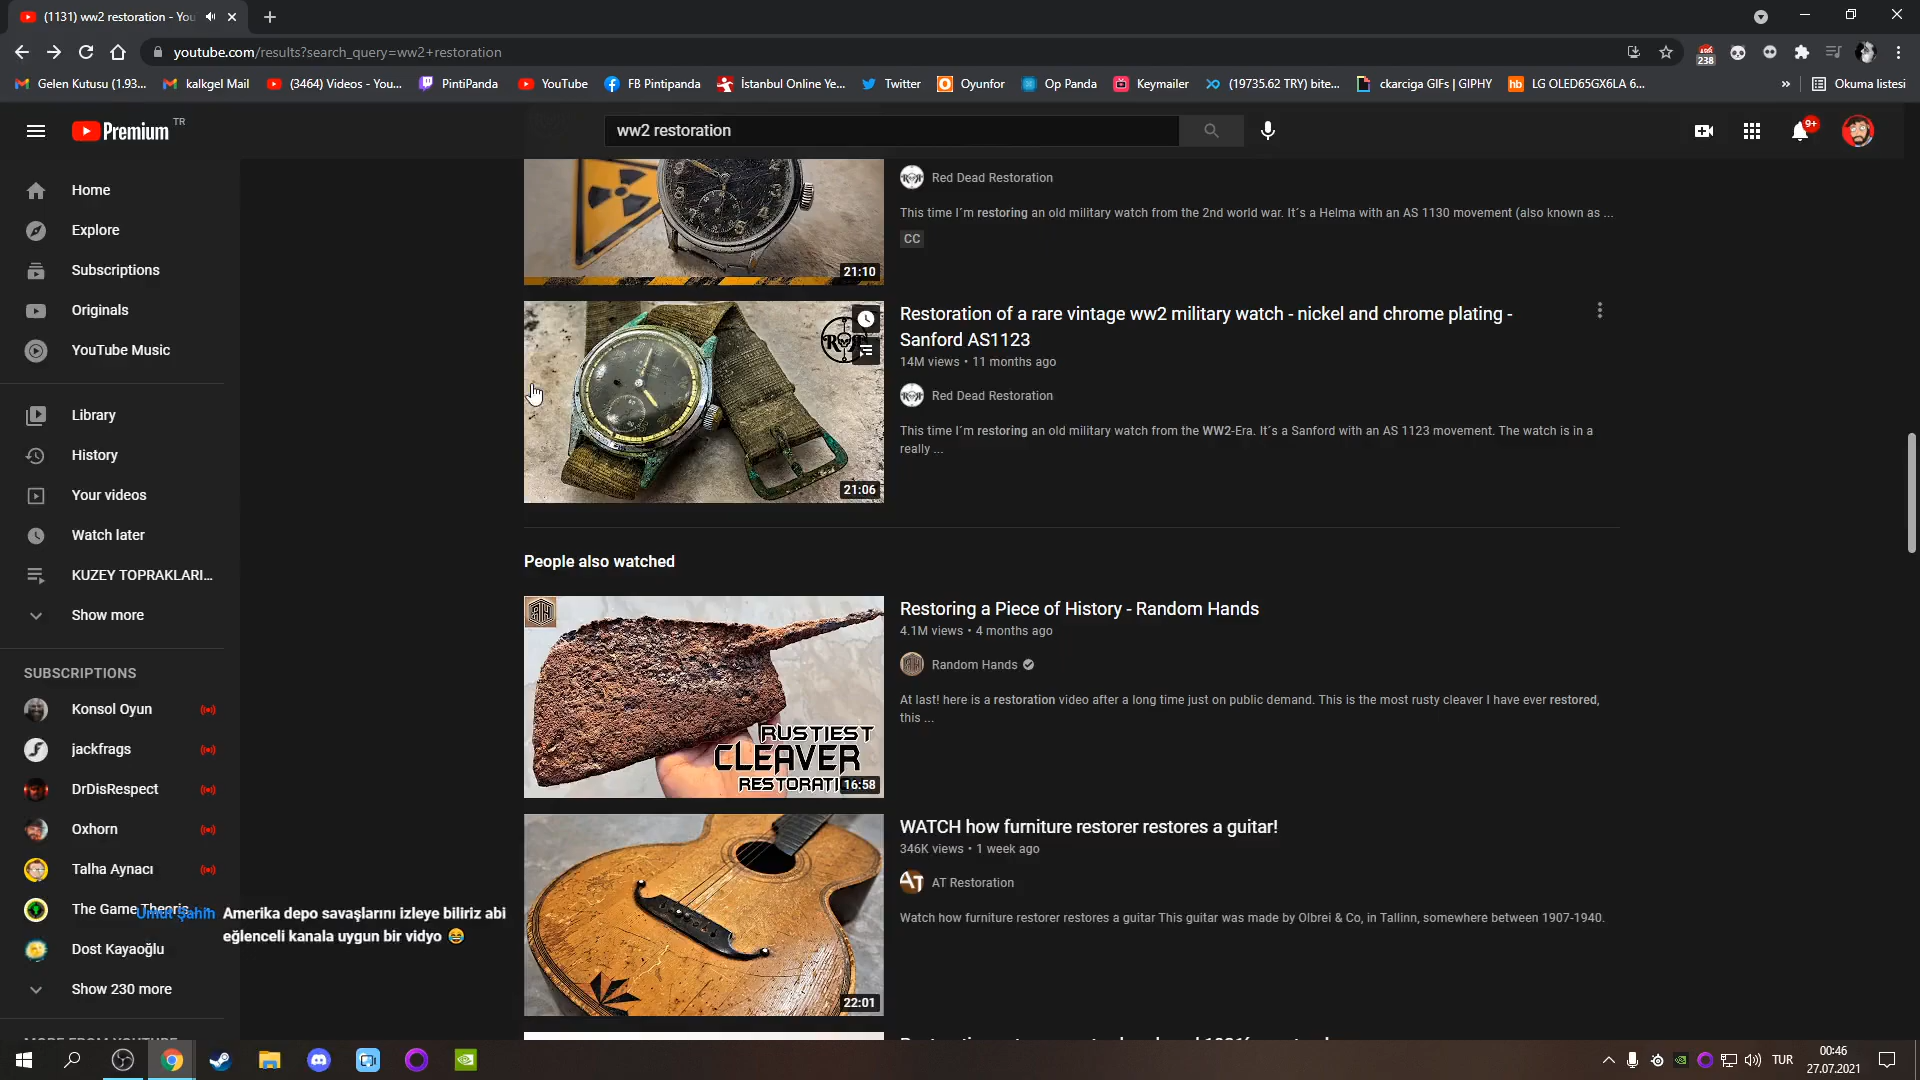 (1131) ww2 restoration - You
youtube.com/results?search_query=ww2+restoration
238
Gelen Kutusu (1.93...
kalkgel Mail
(3464) Videos - You...
PintiPanda
YouTube
FB Pintipanda
İstanbul Online Ye...
Twitter
Oyunfor
Op Panda
Keymailer
(19735.62 TRY) bite...
ckarciga GIFs | GIPHY
LG OLED65GX6LA 6...
»
Okuma listesi
Premium TR
ww2 restoration
9+
Home
Explore
Subscriptions
Originals
YouTube Music
Library
History
Your videos
Watch later
KUZEY TOPRAKLARI...
Show more
SUBSCRIPTIONS
Konsol Oyun
jackfrags
DrDisRespect
Oxhorn
Talha Aynacı
The Game Theoris...
Dost Kayaoğlu
Show 230 more
MORE FROM YOUTUBE
Umut Şahin Amerika depo savaşlarını izleye biliriz abi
eğlenceli kanala uygun bir vidyo 😂
21:10
Red Dead Restoration
This time I´m restoring an old military watch from the 2nd world war. It´s a Helma with an AS 1130 movement (also known as ...
CC
21:06
Restoration of a rare vintage ww2 military watch - nickel and chrome plating -
Sanford AS1123
14M views • 11 months ago
Red Dead Restoration
This time I´m restoring an old military watch from the WW2-Era. It´s a Sanford with an AS 1123 movement. The watch is in a
really ...
People also watched
RUSTIEST
CLEAVER
RESTORATI
16:58
Restoring a Piece of History - Random Hands
4.1M views • 4 months ago
Random Hands
At last! here is a restoration video after a long time just on public demand. This is the most rusty cleaver I have ever restored,
this ...
22:01
WATCH how furniture restorer restores a guitar!
346K views • 1 week ago
AT Restoration
Watch how furniture restorer restores a guitar This guitar was made by Olbrei & Co, in Tallinn, somewhere between 1907-1940.
TUR
00:46
27.07.2021